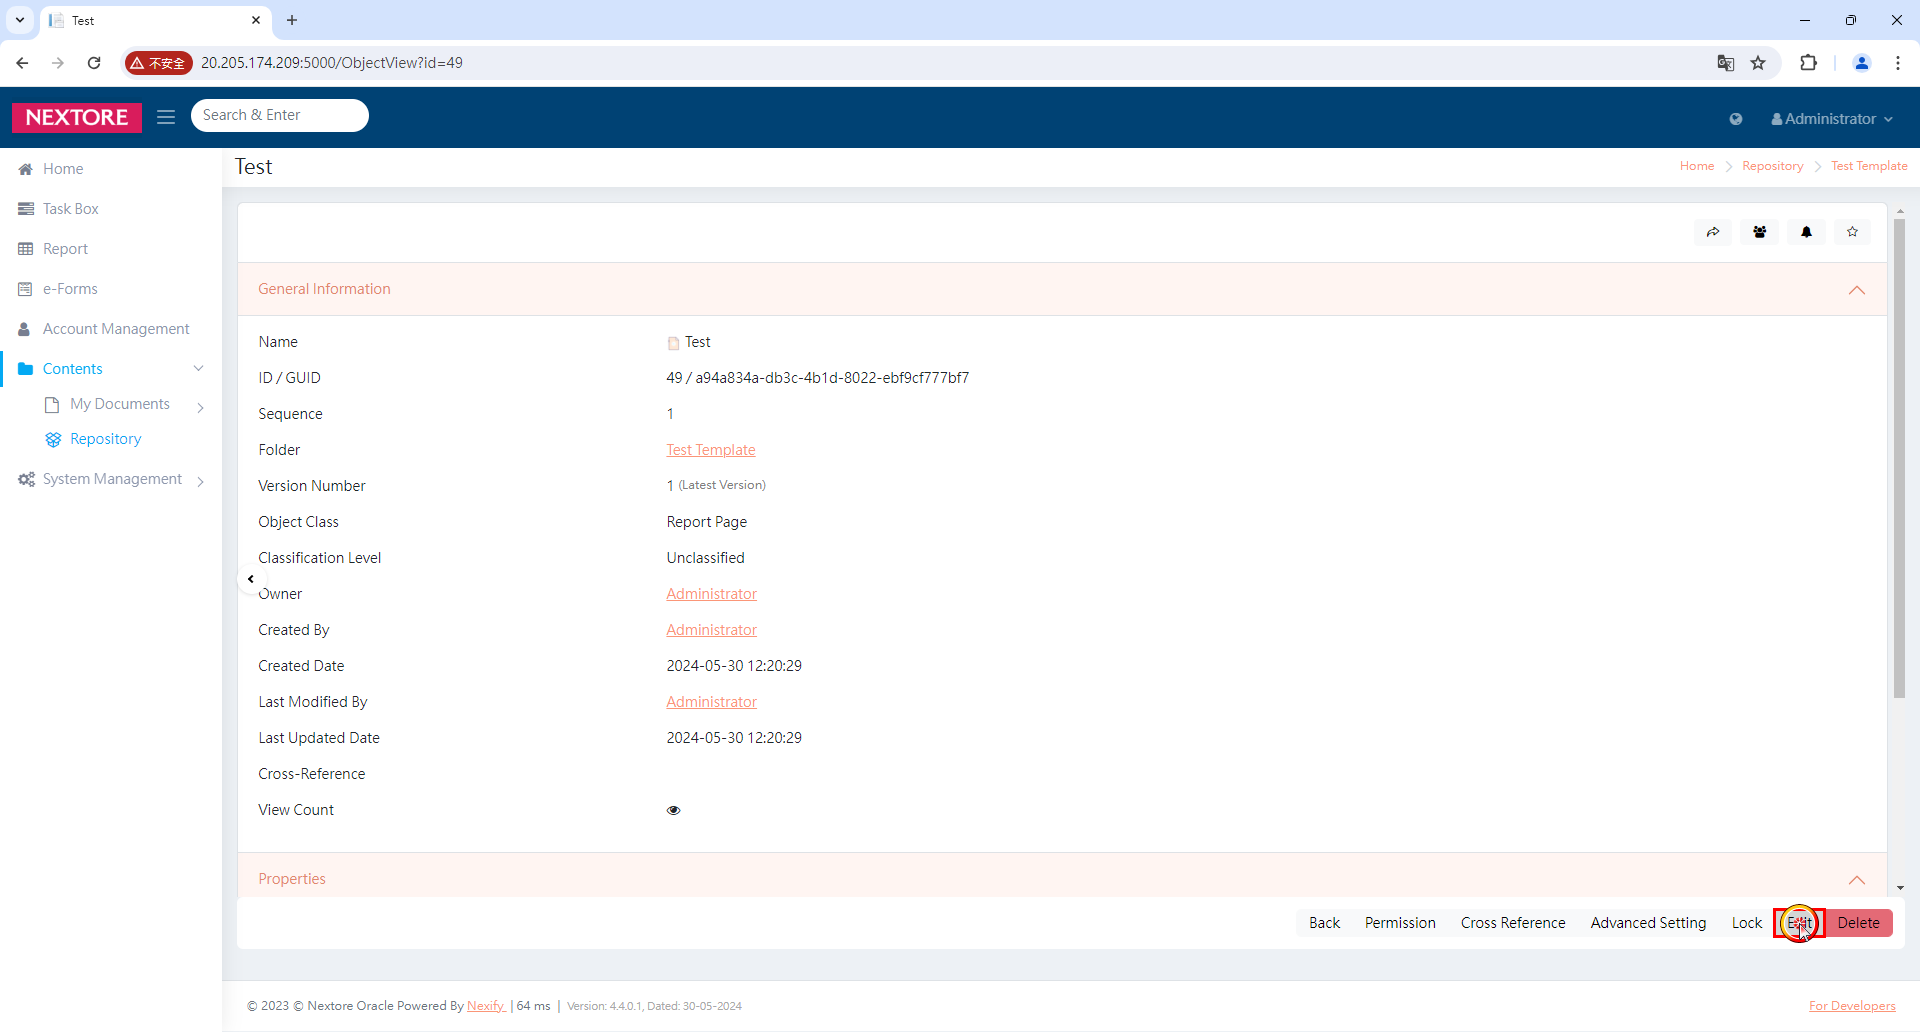 Test
不安全 20.205.174.209:5000/ObjectView?id=49
NEXTORE Search & Enter Administrator
Home
Task Box
Report
e-Forms
Account Management
Contents
My Documents
Repository
System Management
Test Home Repository Test Template
General Information
Name Test
ID / GUID 49 / a94a834a-db3c-4b1d-8022-ebf9cf777bf7
Sequence 1
Folder Test Template
Version Number 1 (Latest Version)
Object Class Report Page
Classification Level Unclassified
Owner Administrator
Created By Administrator
Created Date 2024-05-30 12:20:29
Last Modified By Administrator
Last Updated Date 2024-05-30 12:20:29
Cross-Reference
View Count
Properties
Back Permission Cross Reference Advanced Setting Lock Edit Delete
© 2023 © Nextore Oracle Powered By Nexify | 64 ms | Version: 4.4.0.1, Dated: 30-05-2024 For Developers